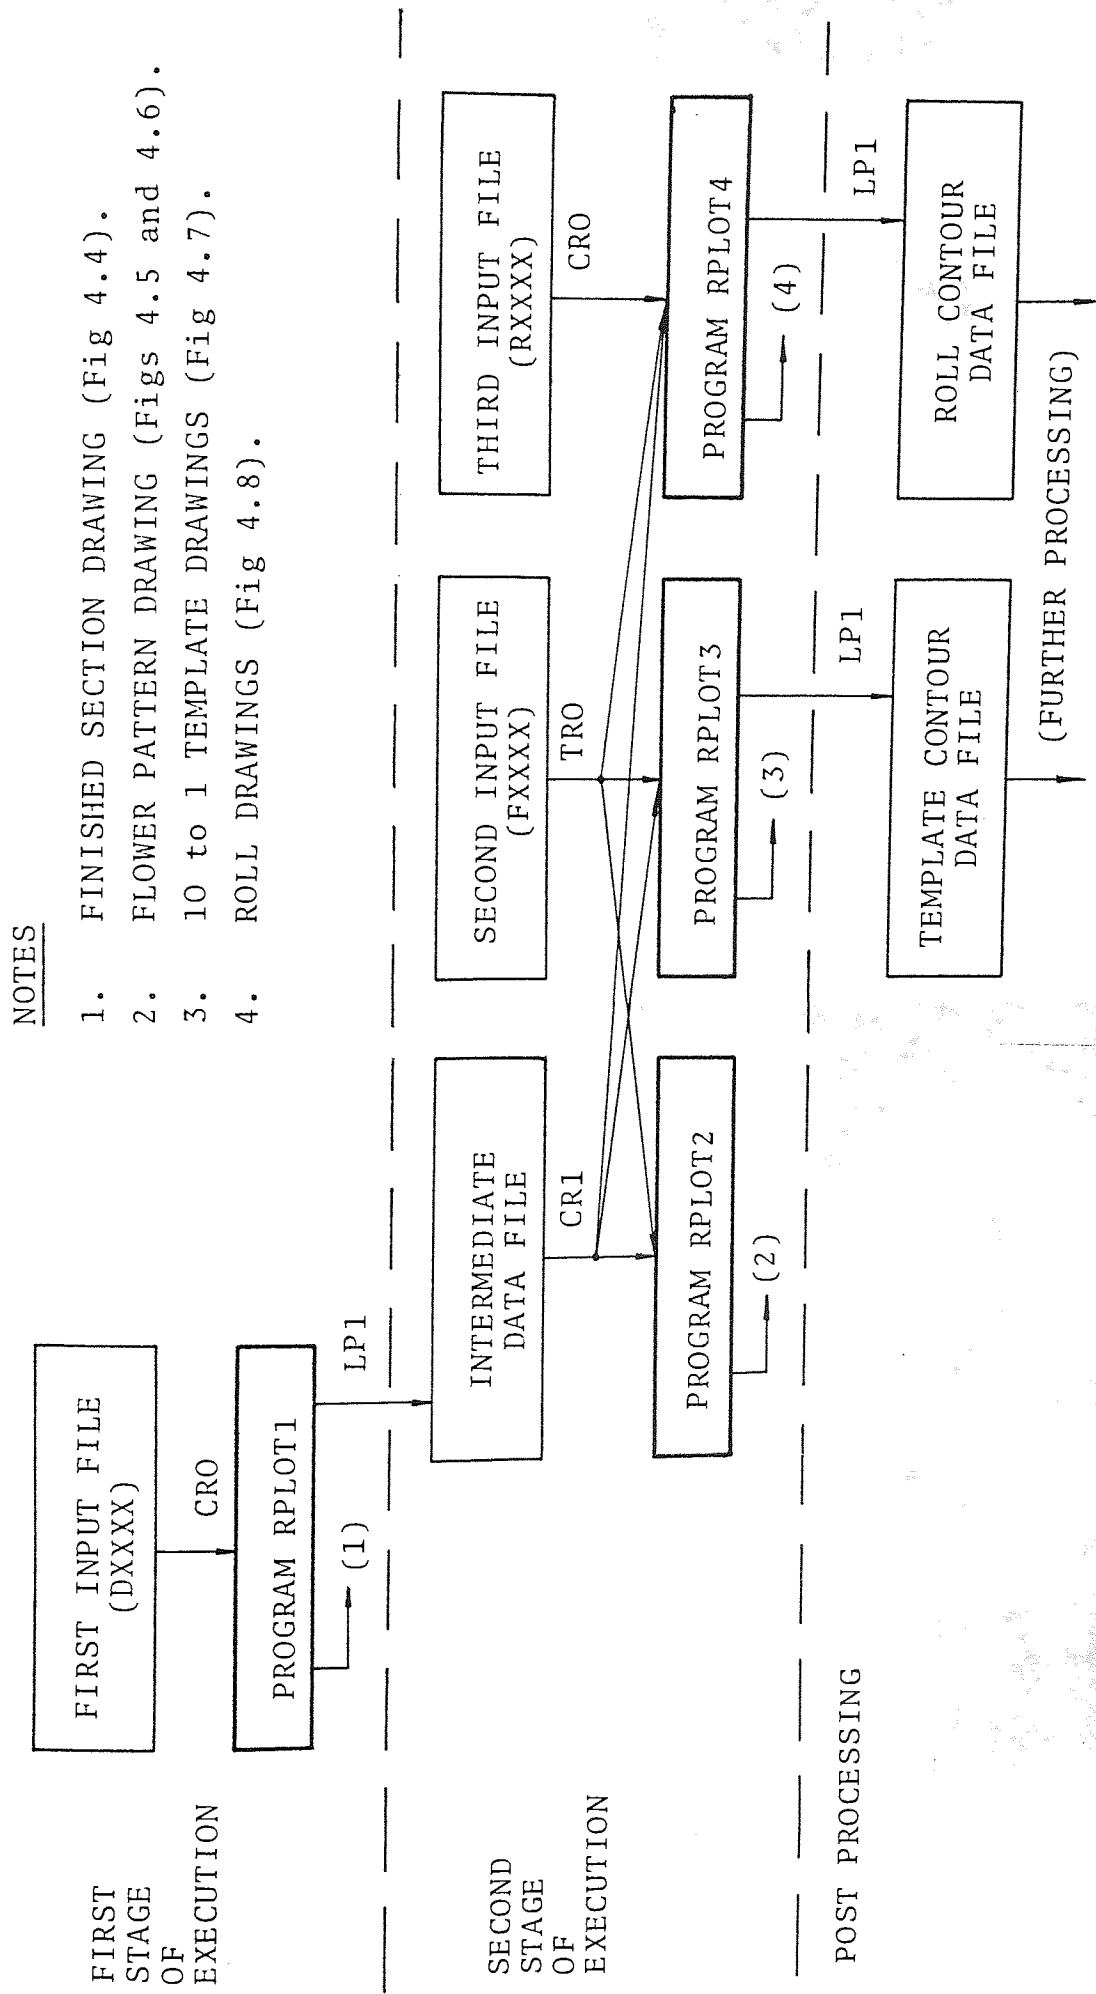 NOTES
1. FINISHED SECTION DRAWING (Fig 4.4).
2. FLOWER PATTERN DRAWING (Figs 4.5 and 4.6).
3. 10 to 1 TEMPLATE DRAWINGS (Fig 4.7).
4. ROLL DRAWINGS (Fig 4.8).
FIRST
STAGE
OF
EXECUTION
FIRST INPUT FILE
(DXXXX)
CRO
PROGRAM RPLOT1
(1)
LP1
SECOND
STAGE
OF
EXECUTION
INTERMEDIATE
DATA FILE
CR1
PROGRAM RPLOT2
(2)
SECOND INPUT FILE
(FXXXX)
TRO
PROGRAM RPLOT3
(3)
LP1
THIRD INPUT FILE
(RXXXX)
CRO
PROGRAM RPLOT4
(4)
LP1
POST PROCESSING
TEMPLATE CONTOUR
DATA FILE
ROLL CONTOUR
DATA FILE
(FURTHER PROCESSING)